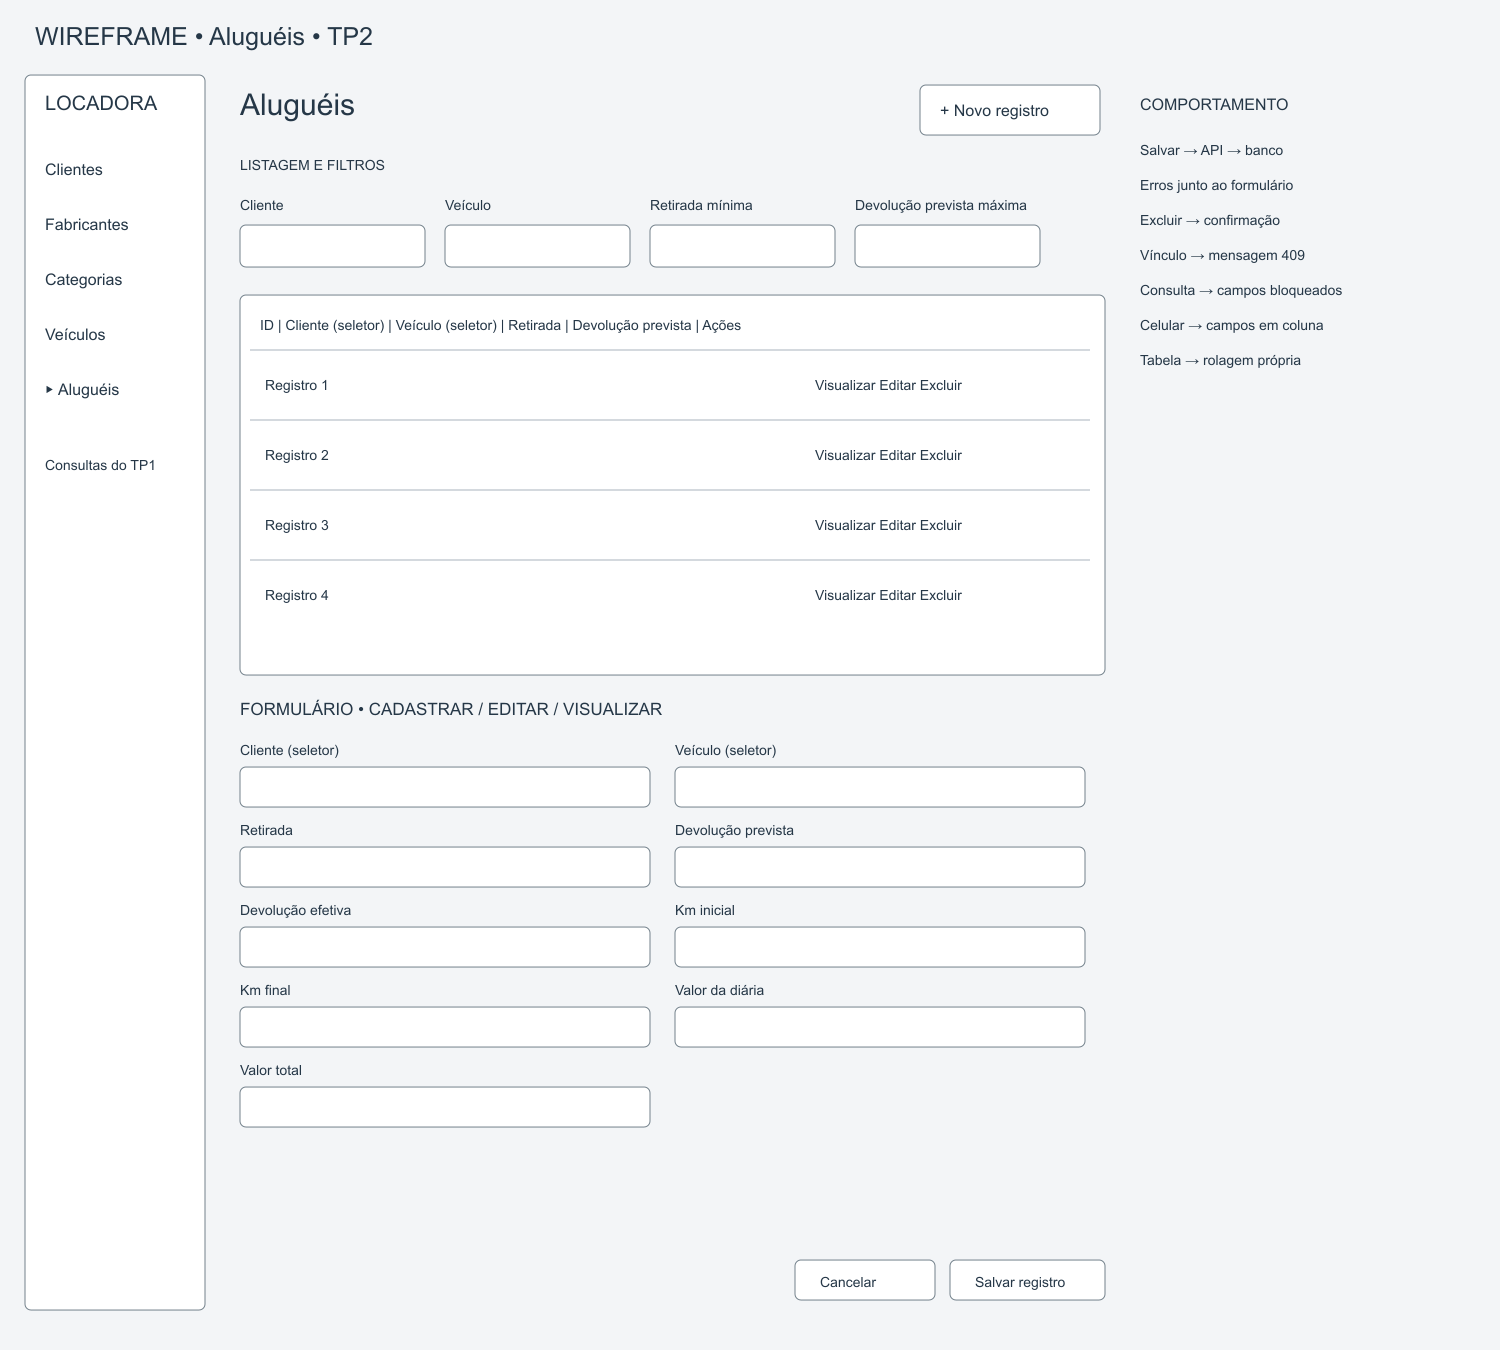 WIREFRAME • Aluguéis • TP2
LOCADORA
Clientes
Fabricantes
Categorias
Veículos
▸ Aluguéis
Consultas do TP1
Aluguéis
+ Novo registro
LISTAGEM E FILTROS
Cliente
Veículo
Retirada mínima
Devolução prevista máxima
ID | Cliente (seletor) | Veículo (seletor) | Retirada | Devolução prevista | Ações
Registro 1 Visualizar Editar Excluir
Registro 2 Visualizar Editar Excluir
Registro 3 Visualizar Editar Excluir
Registro 4 Visualizar Editar Excluir
FORMULÁRIO • CADASTRAR / EDITAR / VISUALIZAR
Cliente (seletor)
Veículo (seletor)
Retirada
Devolução prevista
Devolução efetiva
Km inicial
Km final
Valor da diária
Valor total
Cancelar
Salvar registro
COMPORTAMENTO
Salvar → API → banco
Erros junto ao formulário
Excluir → confirmação
Vínculo → mensagem 409
Consulta → campos bloqueados
Celular → campos em coluna
Tabela → rolagem própria